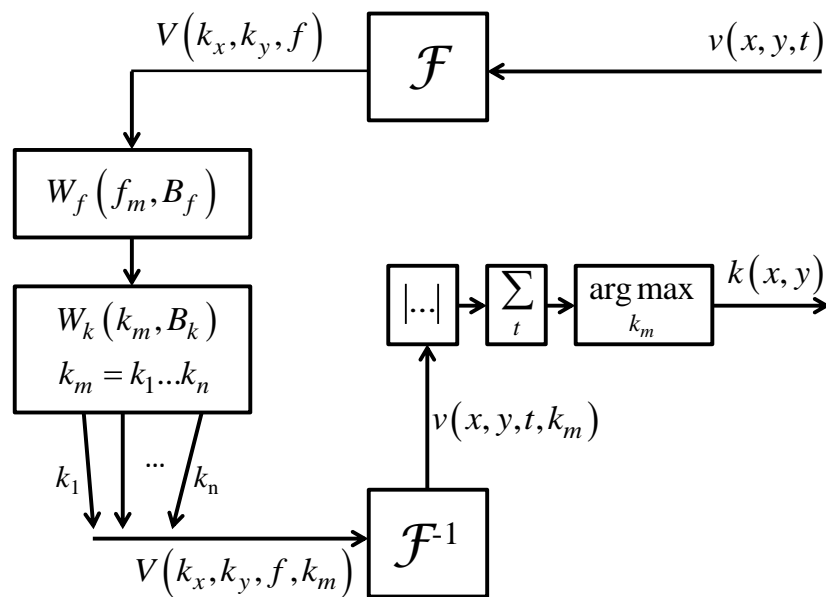 V(k_x, k_y, f)
ℱ
v(x, y, t)
W_f(f_m, B_f)
W_k(k_m, B_k)
k_m = k_1...k_n
|...|
∑
t
arg max
k_m
k(x, y)
v(x, y, t, k_m)
k_1
...
k_n
V(k_x, k_y, f, k_m)
ℱ^-1